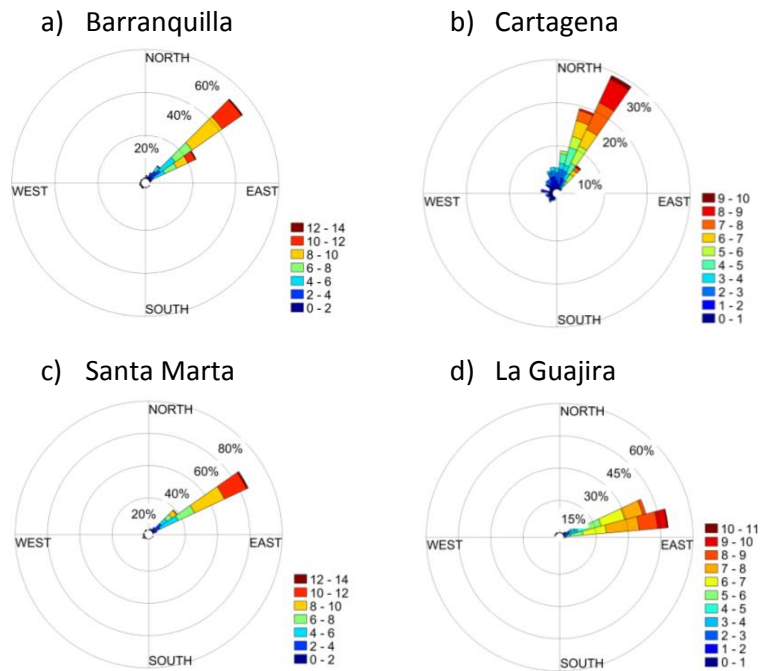 a) Barranquilla
NORTH
60%
40%
20%
WEST
EAST
SOUTH
12 - 14
10 - 12
8 - 10
6 - 8
4 - 6
2 - 4
0 - 2
b) Cartagena
NORTH
30%
20%
10%
WEST
EAST
SOUTH
9 - 10
8 - 9
7 - 8
6 - 7
5 - 6
4 - 5
3 - 4
2 - 3
1 - 2
0 - 1
c) Santa Marta
NORTH
80%
60%
40%
20%
WEST
EAST
SOUTH
12 - 14
10 - 12
8 - 10
6 - 8
4 - 6
2 - 4
0 - 2
d) La Guajira
NORTH
60%
45%
30%
15%
WEST
EAST
SOUTH
10 - 11
9 - 10
8 - 9
7 - 8
6 - 7
5 - 6
4 - 5
3 - 4
2 - 3
1 - 2
0 - 1